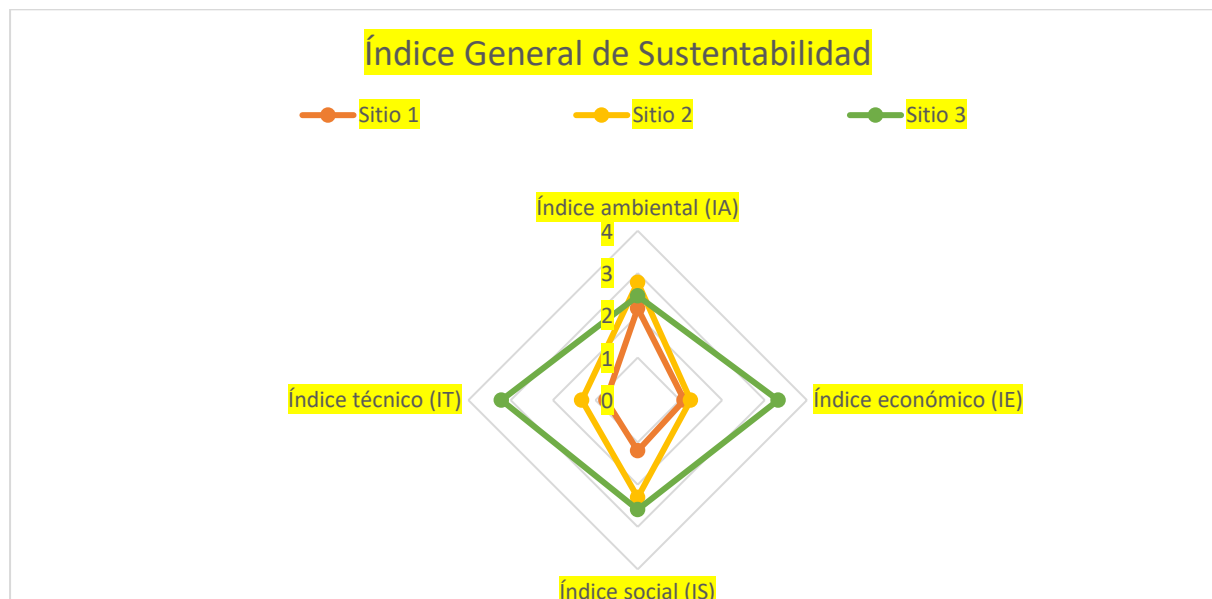 Índice General de Sustentabilidad
Sitio 1
Sitio 2
Sitio 3
Índice ambiental (IA)
4
3
2
1
0
Índice técnico (IT)
Índice económico (IE)
Índice social (IS)